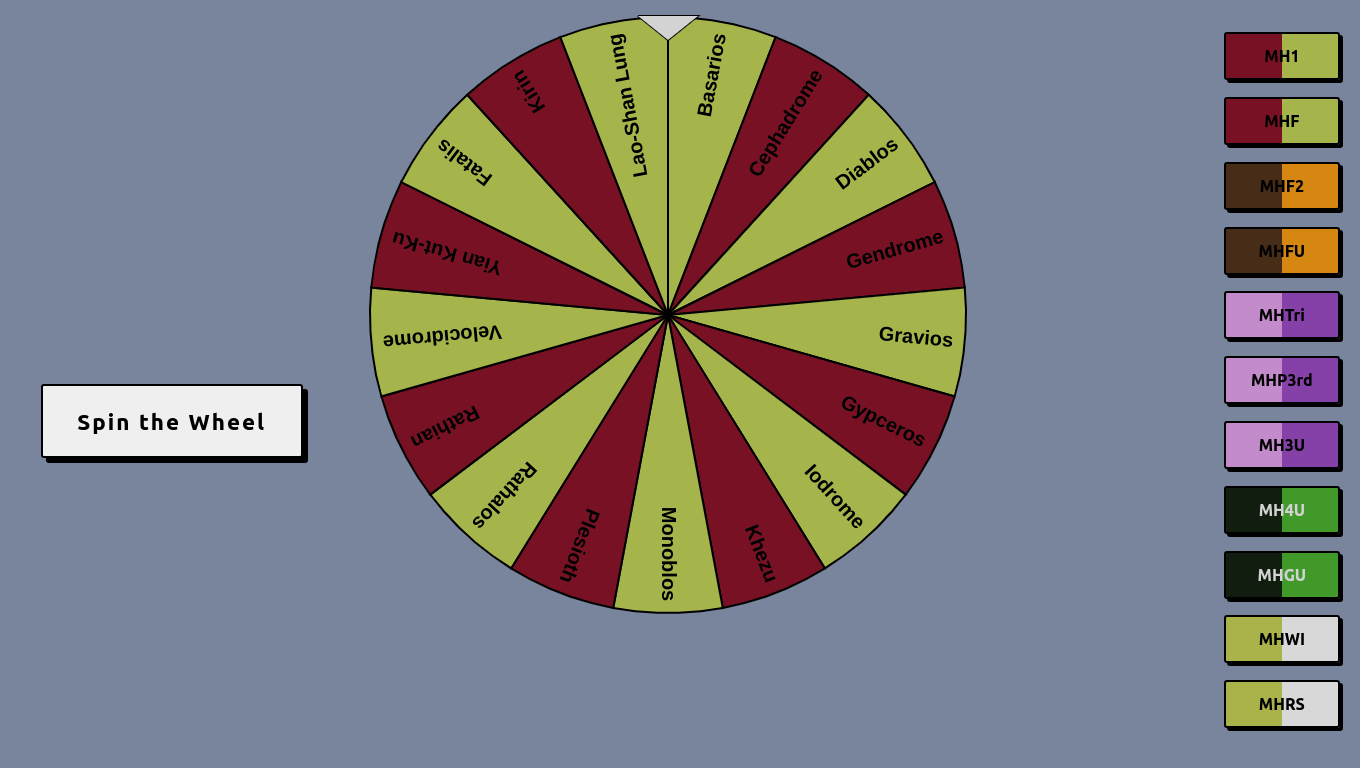 Spin the Wheel
Basarios
Cephadrome
Diablos
Gendrome
Gravios
Gypceros
Iodrome
Khezu
Monoblos
Plesioth
Rathalos
Rathian
Velocidrome
Yian Kut-Ku
Fatalis
Kirin
Lao-Shan Lung
MH1
MHF
MHF2
MHFU
MHTri
MHP3rd
MH3U
MH4U
MHGU
MHWI
MHRS